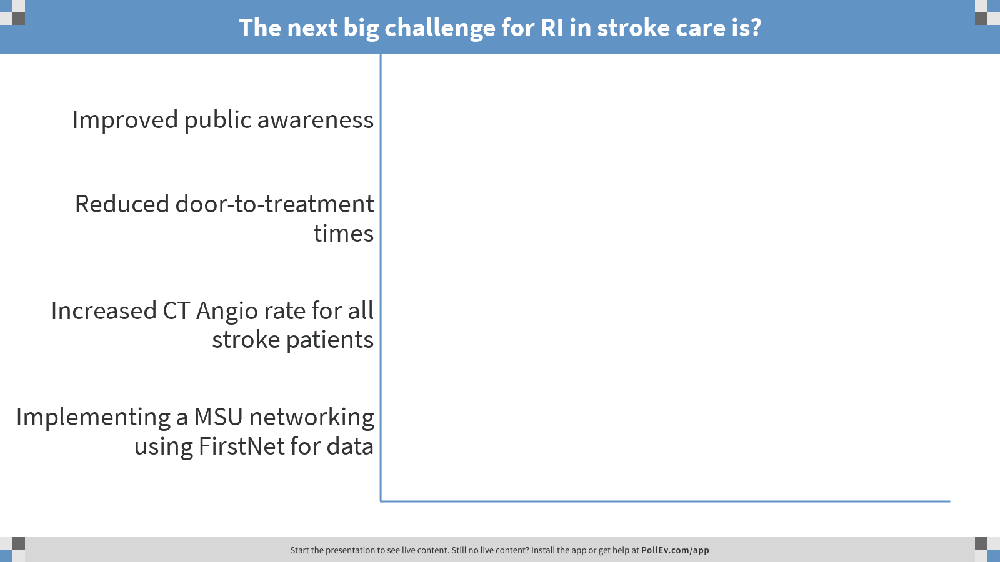 The next big challenge for RI in stroke care is?
Improved public awareness
Reduced door-to-treatment
times
Increased CT Angio rate for all
stroke patients
Implementing a MSU networking
using FirstNet for data
Start the presentation to see live content. Still no live content? Install the app or get help at PollEv.com/app